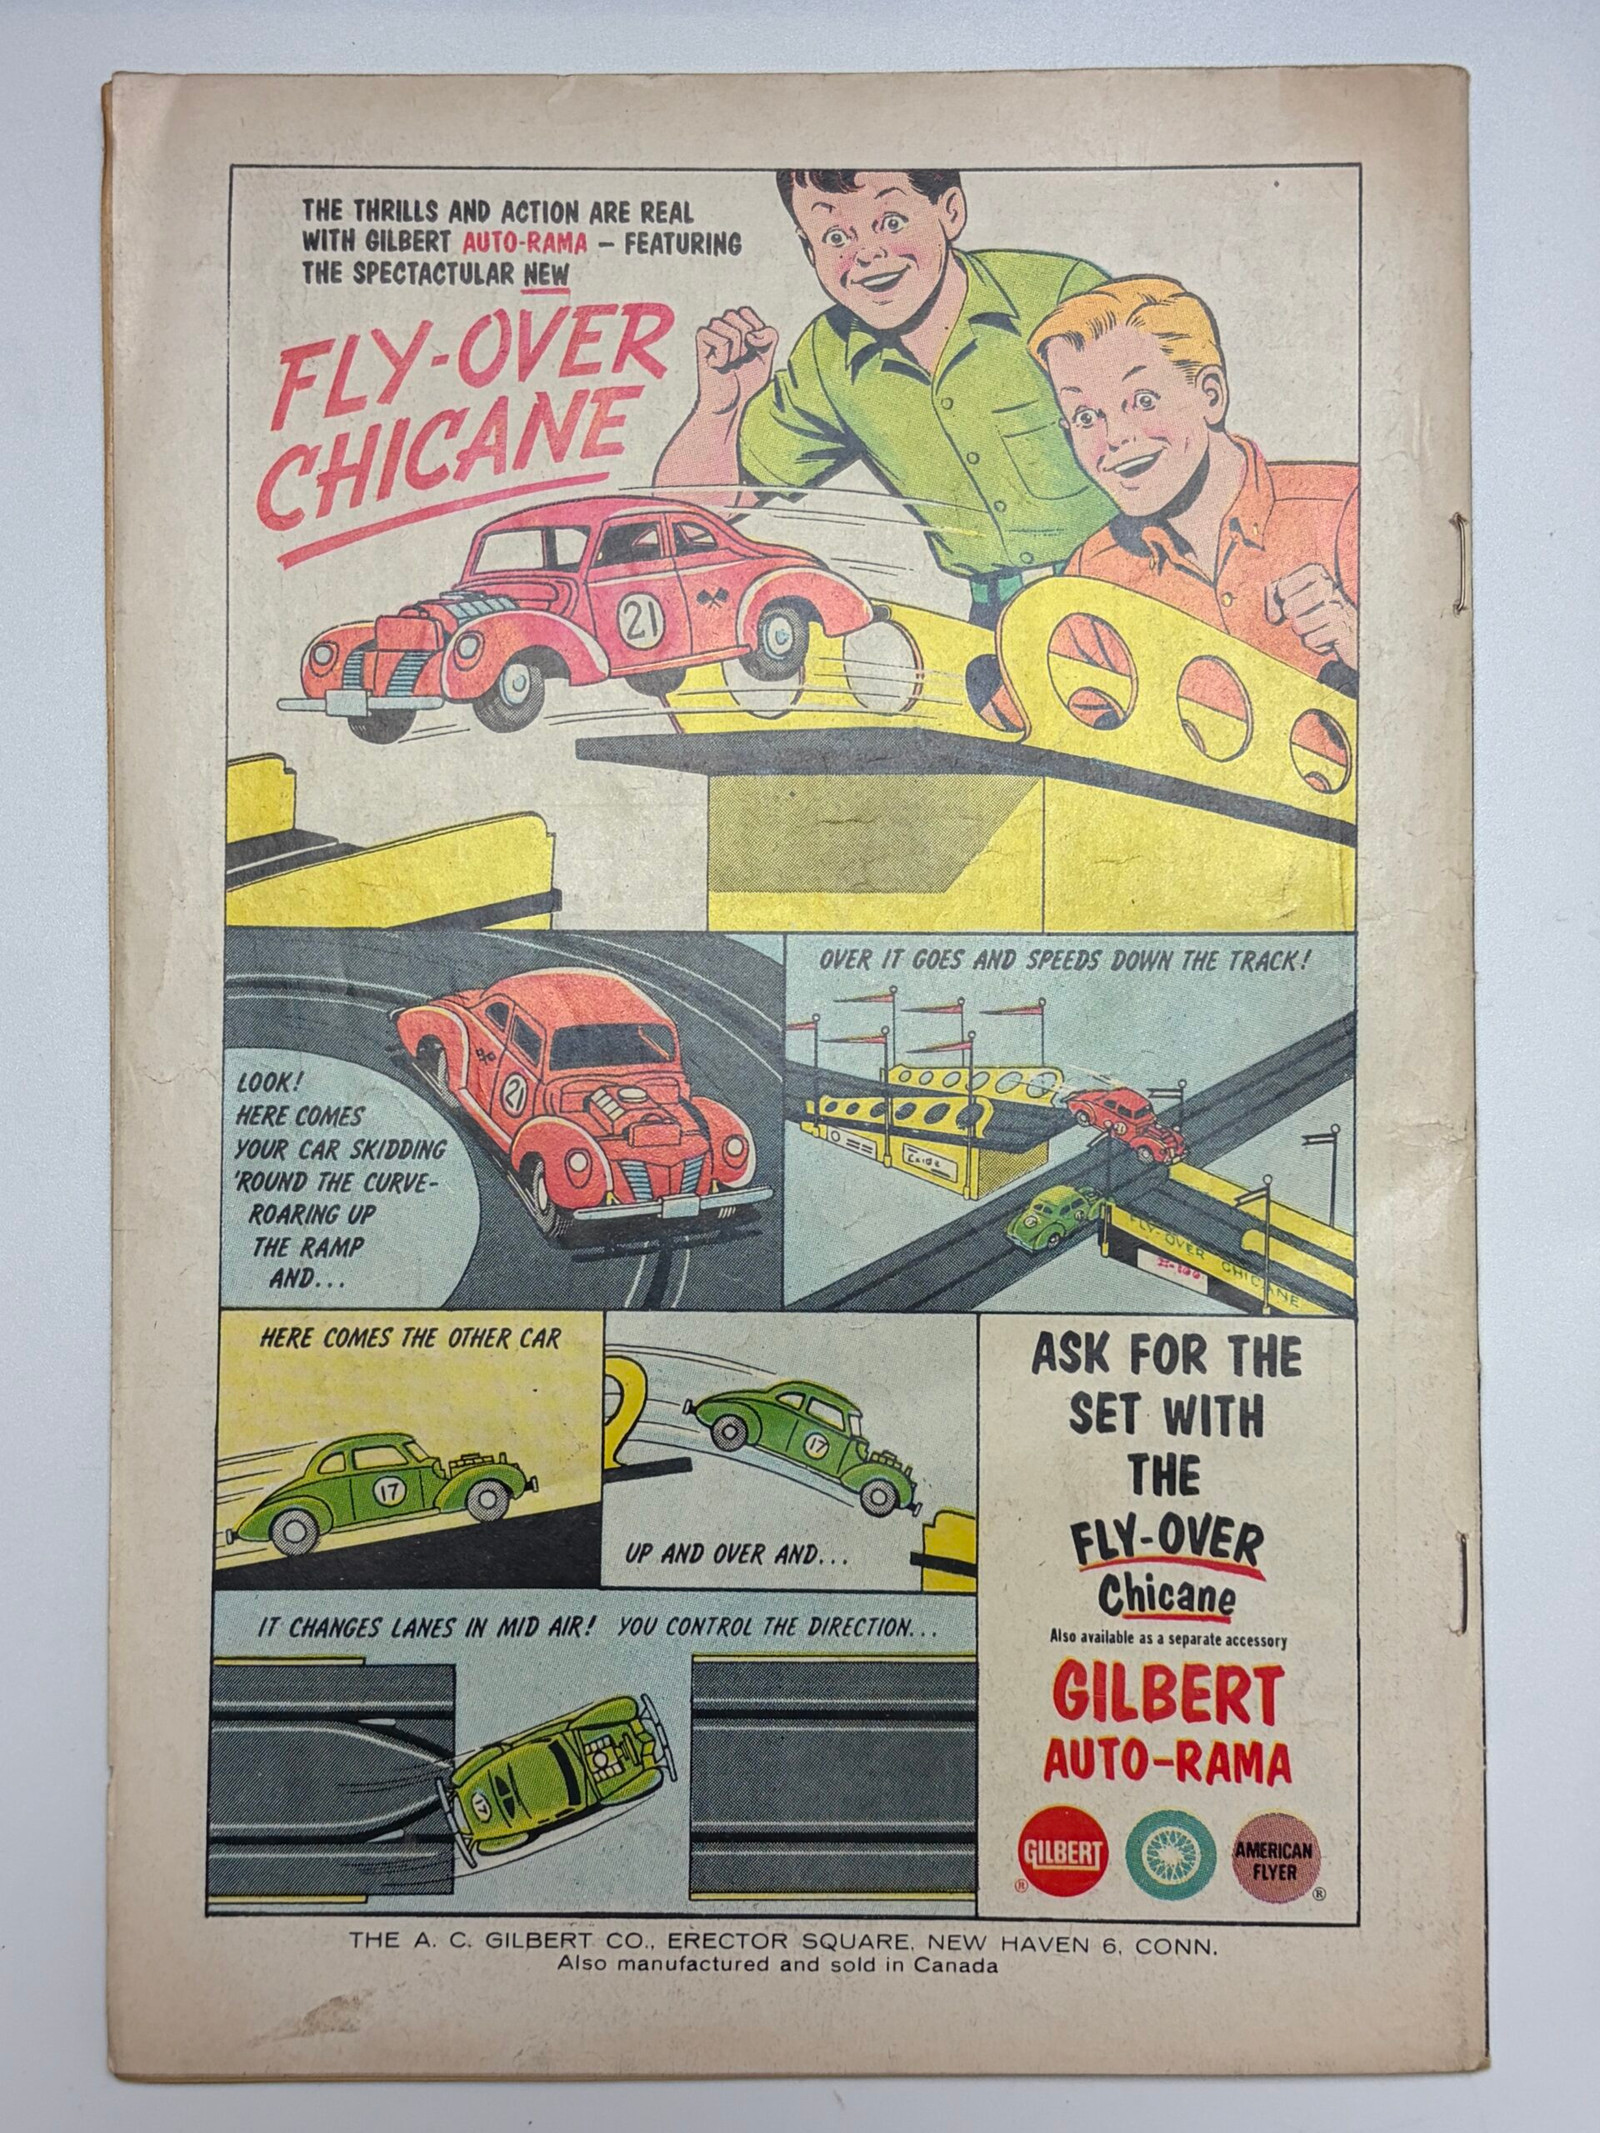 THE THRILLS AND ACTION ARE REAL
WITH GILBERT AUTO-RAMA – FEATURING
THE SPECTACTULAR NEW
FLY-OVER
CHICANE
21
LOOK!
HERE COMES
YOUR CAR SKIDDING
'ROUND THE CURVE-
ROARING UP
THE RAMP
AND...
21
OVER IT GOES AND SPEEDS DOWN THE TRACK!
FLY-OVER CHICANE
HERE COMES THE OTHER CAR
17
17
UP AND OVER AND...
IT CHANGES LANES IN MID AIR! YOU CONTROL THE DIRECTION...
17
ASK FOR THE
SET WITH
THE
FLY-OVER
Chicane
Also available as a separate accessory
GILBERT
AUTO-RAMA
GILBERT
®
AMERICAN
FLYER
®
THE A. C. GILBERT CO., ERECTOR SQUARE, NEW HAVEN 6, CONN.
Also manufactured and sold in Canada